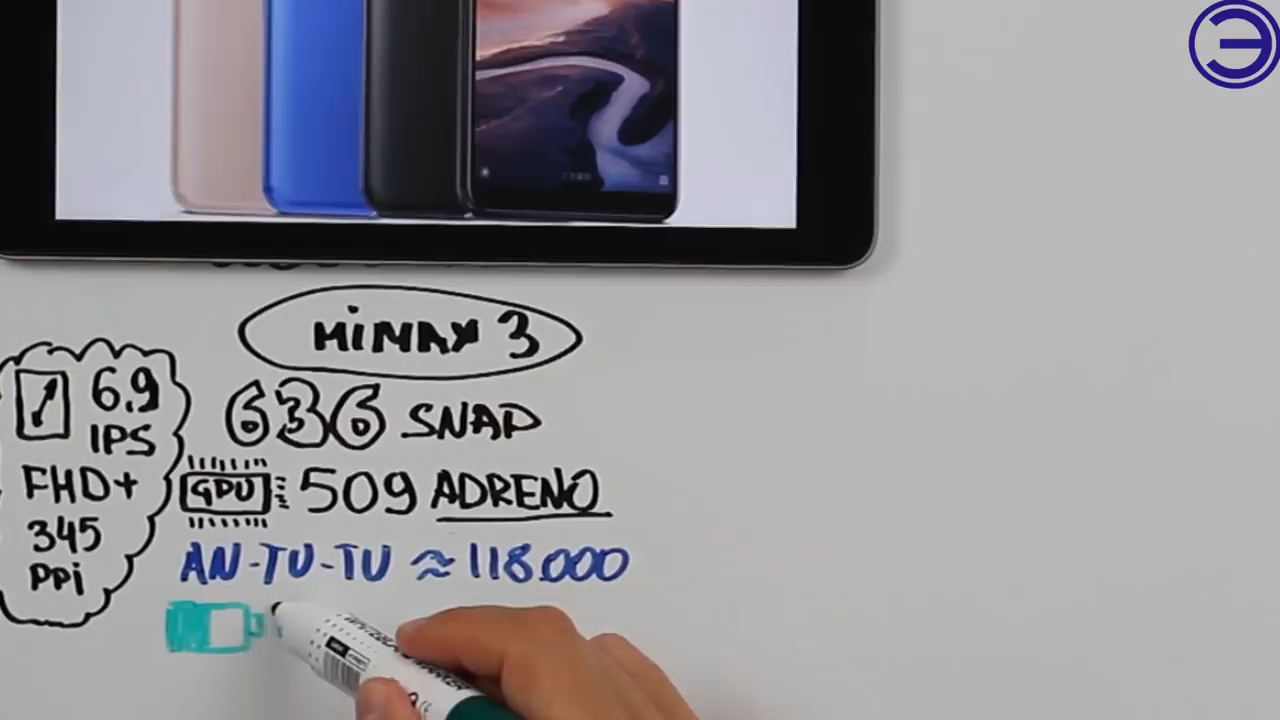 Э
MiMAX 3
6.9
IPS
FHD+
345
PPi
636 SNAP
GPU 509 ADRENO
AN-TU-TU ≈118.000